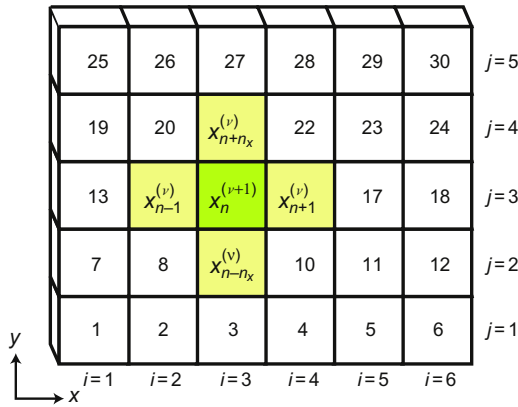 25 26 27 28 29 30 j = 5
19 20 x_{n+n_x}^{(ν)} 22 23 24 j = 4
13 x_{n–1}^{(ν)} x_n^{(ν+1)} x_{n+1}^{(ν)} 17 18 j = 3
7 8 x_{n–n_x}^{(ν)} 10 11 12 j = 2
1 2 3 4 5 6 j = 1
y
i = 1 i = 2 i = 3 i = 4 i = 5 i = 6
x